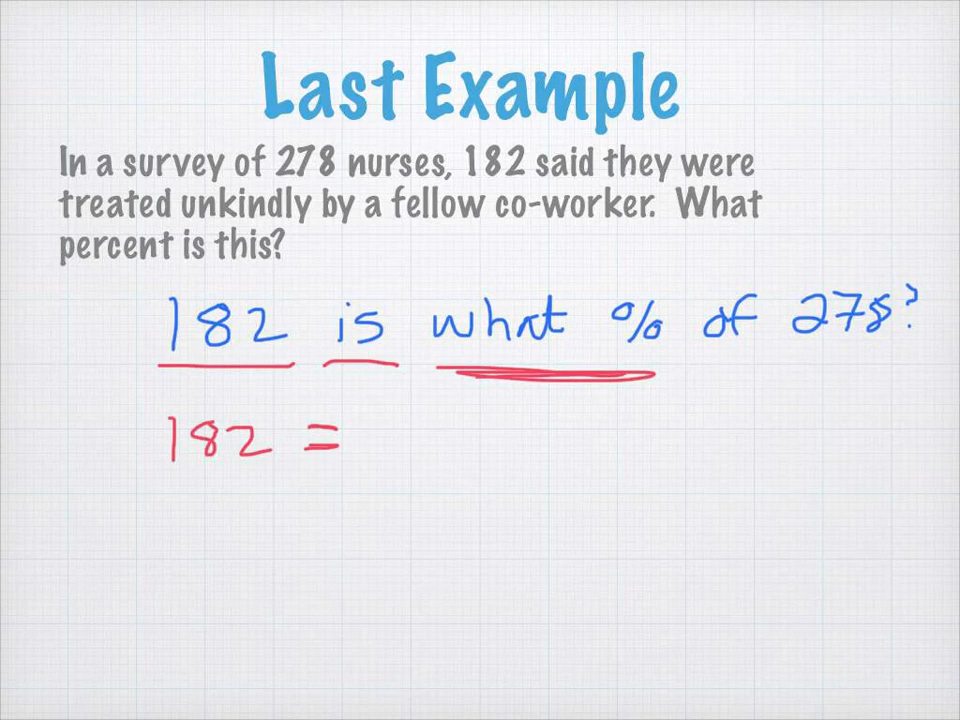 Last Example
In a survey of 278 nurses, 182 said they were
treated unkindly by a fellow co-worker. What
percent is this?
182 is what % of 278?
182 =